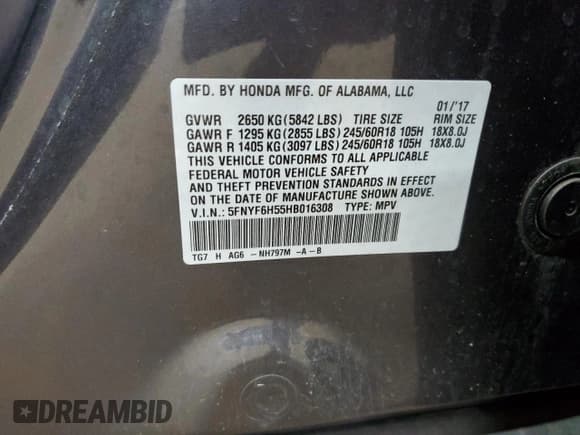 MFD. BY HONDA MFG. OF ALABAMA, LLC
01/'17
GVWR 2650 KG (5842 LBS) TIRE SIZE RIM SIZE
GAWR F 1295 KG (2855 LBS) 245/60R18 105H 18X8.0J
GAWR R 1405 KG (3097 LBS) 245/60R18 105H 18X8.0J
THIS VEHICLE CONFORMS TO ALL APPLICABLE
FEDERAL MOTOR VEHICLE SAFETY
AND THEFT PREVENTION STANDARDS IN EFFECT
ON THE DATE OF MANUFACTURE SHOWN ABOVE.
V.I.N.: 5FNYF6H55HB016308 TYPE: MPV
TG7 H AG6 -NH797M -A-B
DREAMBID